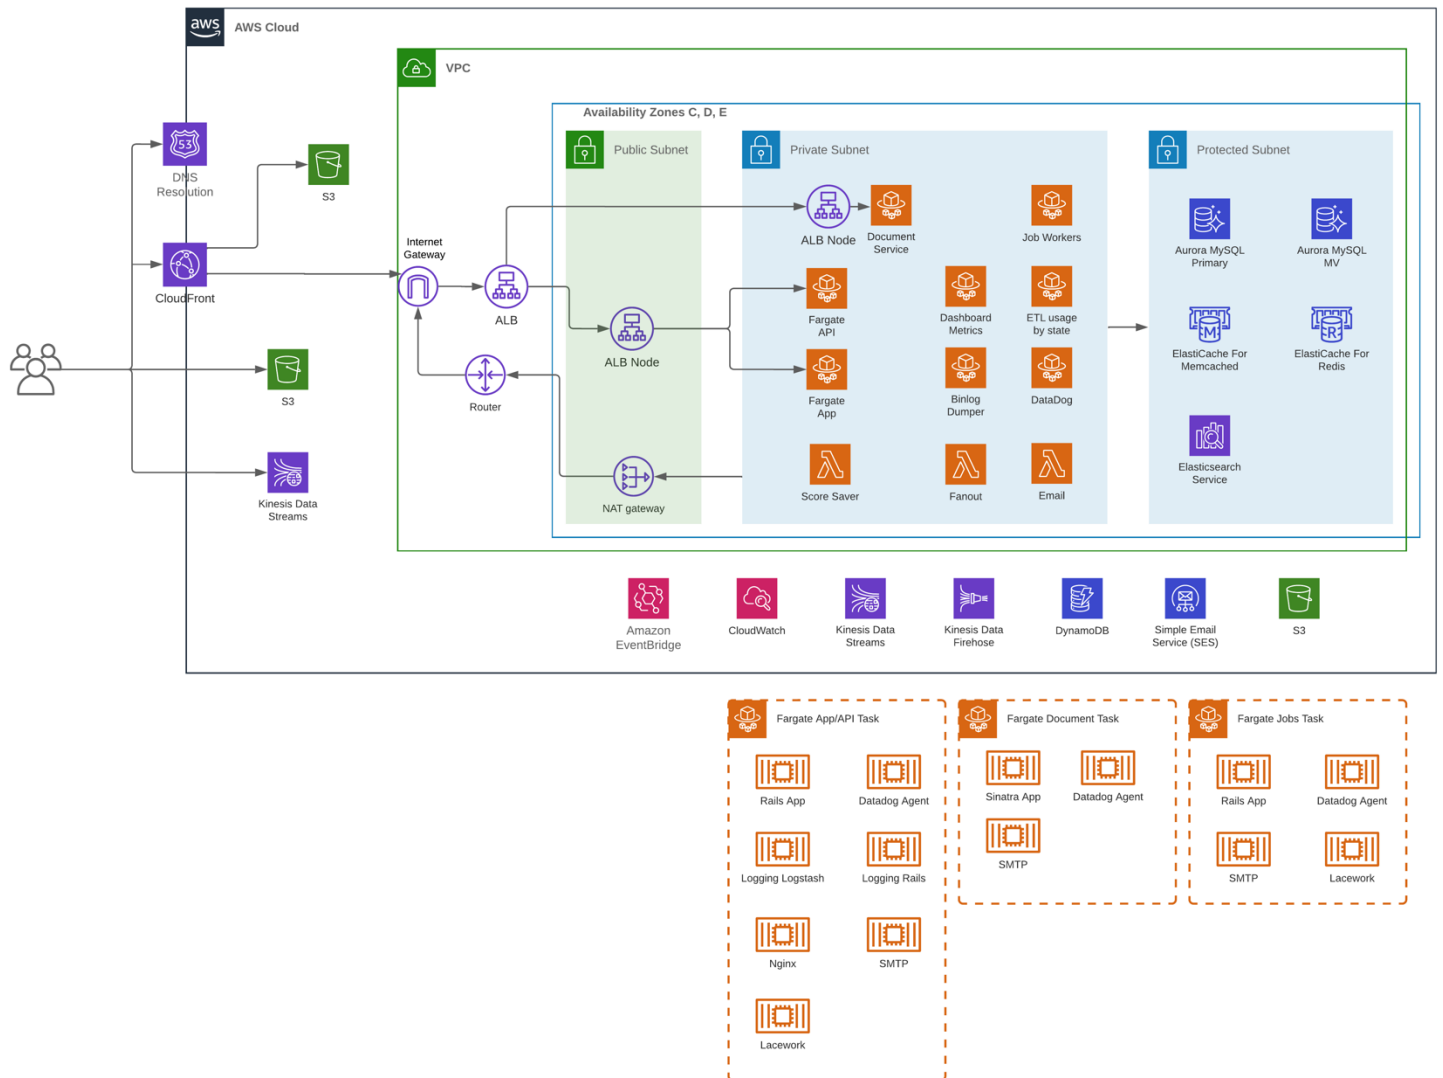 aws
AWS Cloud
VPC
Availability Zones C, D, E
Public Subnet
Private Subnet
Protected Subnet
53
DNS
Resolution
S3
CloudFront
Internet
Gateway
ALB
Router
S3
Kinesis Data
Streams
ALB Node
NAT gateway
ALB Node
Document
Service
Job Workers
Fargate
API
Dashboard
Metrics
ETL usage
by state
Fargate
App
Binlog
Dumper
DataDog
Score Saver
Fanout
Email
Aurora MySQL
Primary
Aurora MySQL
MV
M
ElastiCache For
Memcached
R
ElastiCache For
Redis
Elasticsearch
Service
Amazon
EventBridge
CloudWatch
Kinesis Data
Streams
Kinesis Data
Firehose
DynamoDB
Simple Email
Service (SES)
S3
Fargate App/API Task
Rails App
Datadog Agent
Logging Logstash
Logging Rails
Nginx
SMTP
Lacework
Fargate Document Task
Sinatra App
Datadog Agent
SMTP
Fargate Jobs Task
Rails App
Datadog Agent
SMTP
Lacework